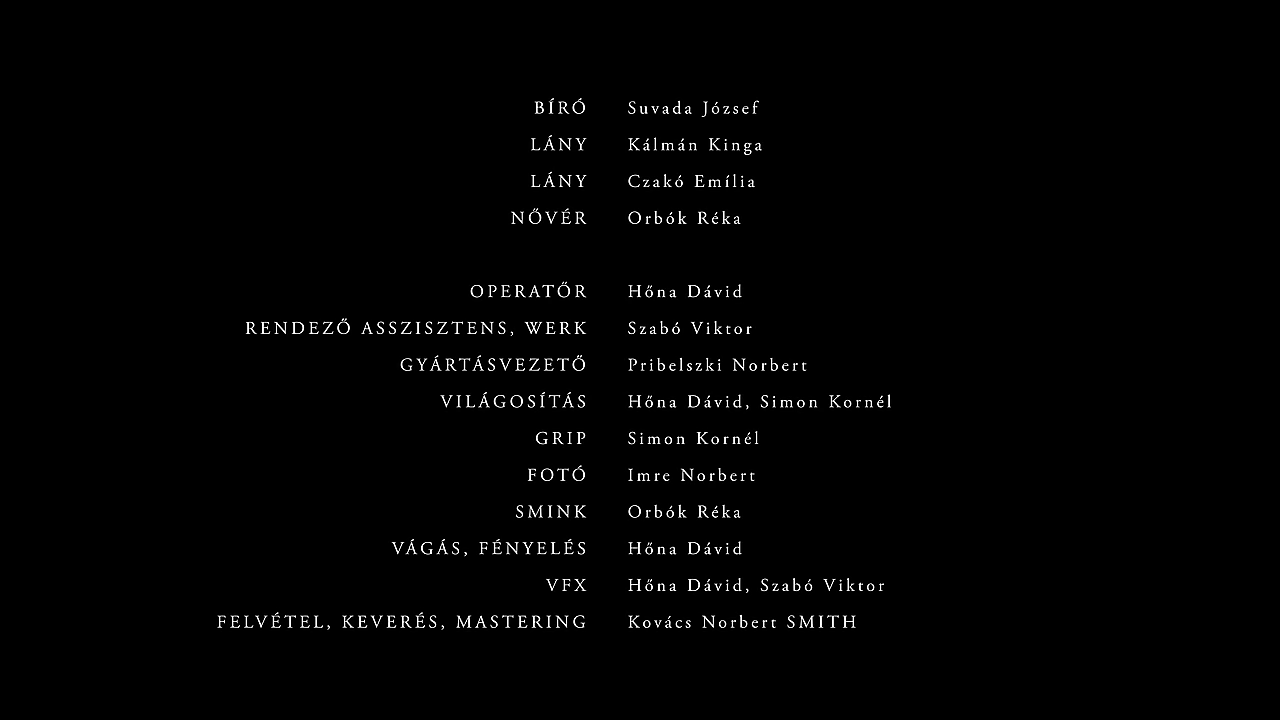 BÍRÓ Suvada József
LÁNY Kálmán Kinga
LÁNY Czakó Emília
NŐVÉR Orbók Réka
OPERATŐR Hőna Dávid
RENDEZŐ ASSZISZTENS, WERK Szabó Viktor
GYÁRTÁSVEZETŐ Pribelszki Norbert
VILÁGOSÍTÁS Hőna Dávid, Simon Kornél
GRIP Simon Kornél
FOTÓ Imre Norbert
SMINK Orbók Réka
VÁGÁS, FÉNYELÉS Hőna Dávid
VFX Hőna Dávid, Szabó Viktor
FELVÉTEL, KEVERÉS, MASTERING Kovács Norbert SMITH